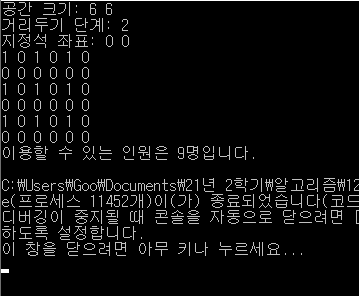 공간 크기: 6 6
거리두기 단계: 2
지정석 좌표: 0 0
1 0 1 0 1 0
0 0 0 0 0 0
1 0 1 0 1 0
0 0 0 0 0 0
1 0 1 0 1 0
0 0 0 0 0 0
이용할 수 있는 인원은 9명입니다.
C:₩Users₩Goo₩Documents₩21년 2학기₩알고리즘₩12
e(프로세스 11452개)이(가) 종료되었습니다(코드
디버깅이 중지될 때 콘솔을 자동으로 닫으려면 [
하도록 설정합니다.
이 창을 닫으려면 아무 키나 누르세요...